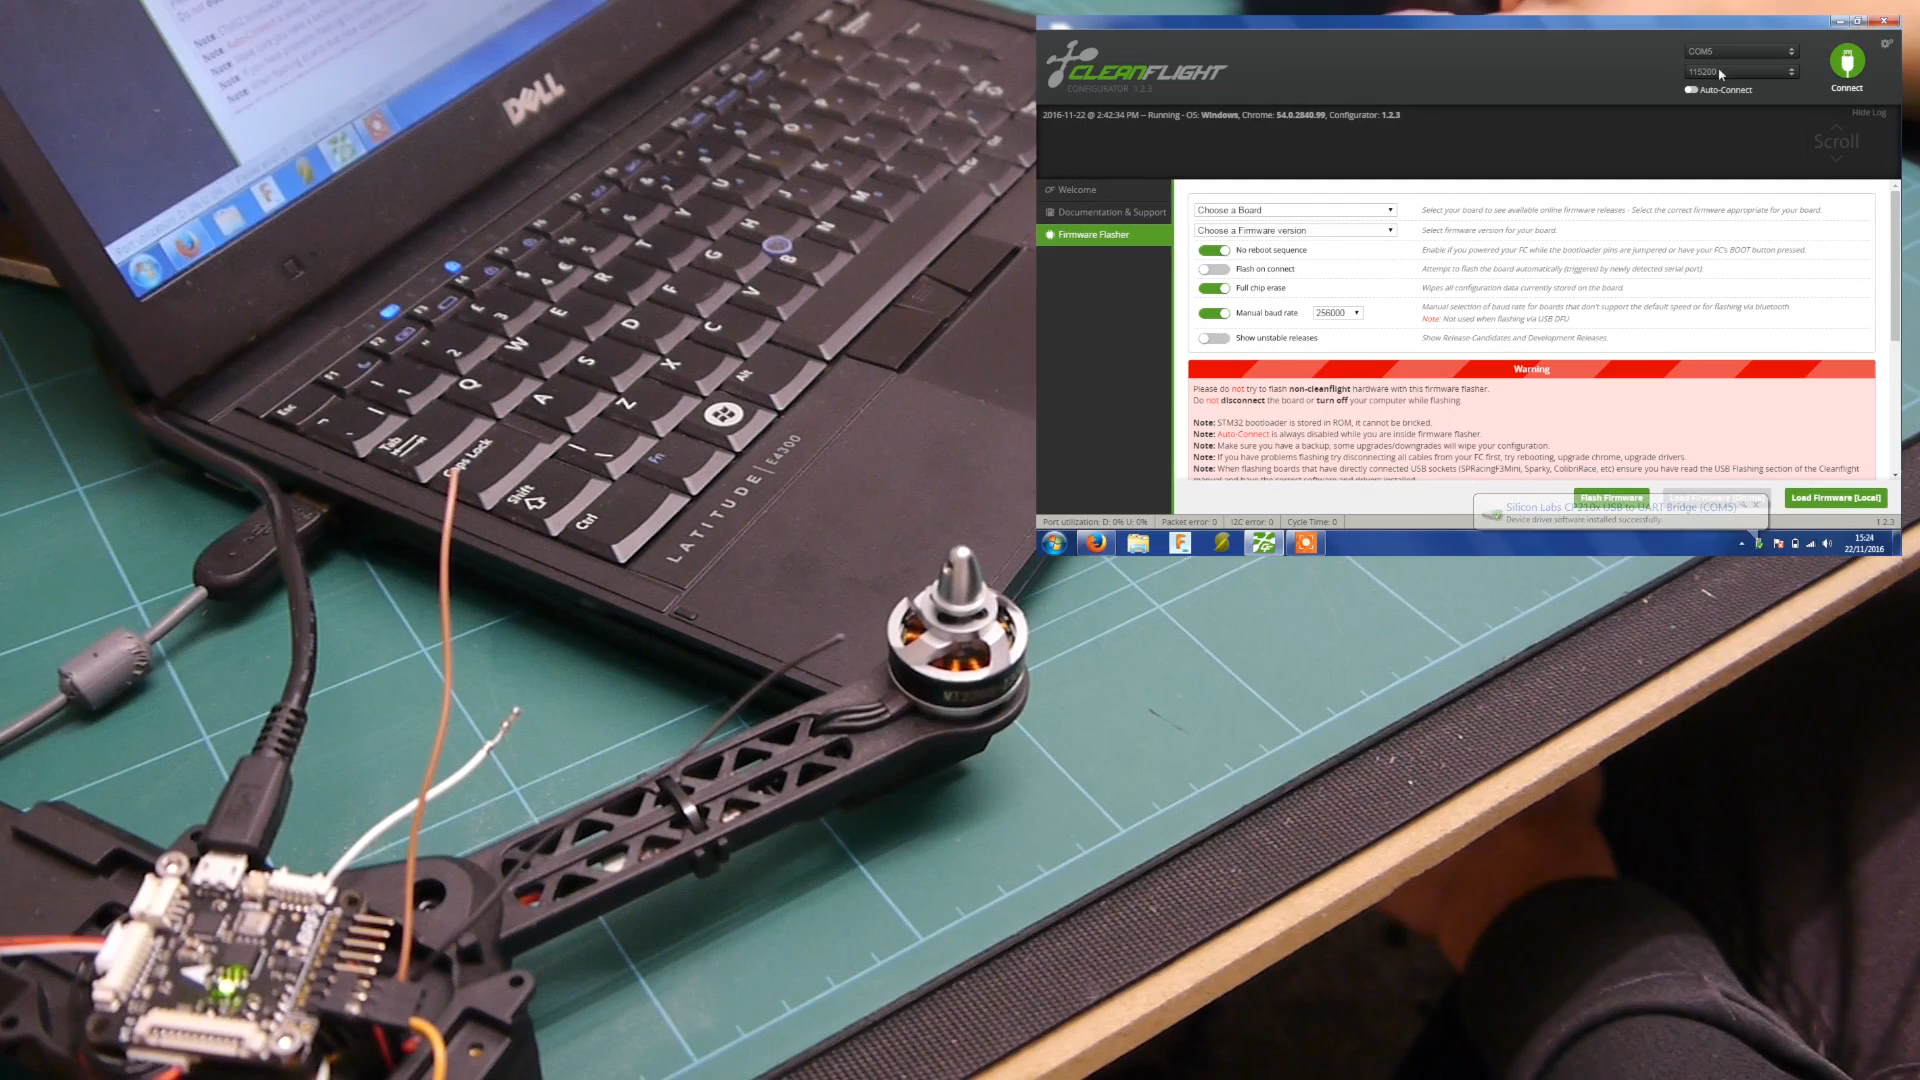 CLEANFLIGHT
CONFIGURATOR 1.2.3
COM5
115200
Auto-Connect
Connect
2016-11-22 @ 2:42:34 PM -- Running - OS: Windows, Chrome: 54.0.2840.99, Configurator: 1.2.3
Hide Log
Scroll
CF Welcome
Documentation & Support
Firmware Flasher
Choose a Board
Select your board to see available online firmware releases - Select the correct firmware appropriate for your board.
Choose a Firmware version
Select firmware version for your board.
No reboot sequence
Enable if you powered your FC while the bootloader pins are jumpered or have your FC's BOOT button pressed.
Flash on connect
Attempt to flash the board automatically (triggered by newly detected serial port).
Full chip erase
Wipes all configuration data currently stored on the board.
Manual baud rate
256000
Manual selection of baud rate for boards that don't support the default speed or for flashing via bluetooth.
Note: Not used when flashing via USB DFU
Show unstable releases
Show Release-Candidates and Development Releases.
Warning
Please do not try to flash non-cleanflight hardware with this firmware flasher.
Do not disconnect the board or turn off your computer while flashing.
Note: STM32 bootloader is stored in ROM, it cannot be bricked.
Note: Auto-Connect is always disabled while you are inside firmware flasher.
Note: Make sure you have a backup; some upgrades/downgrades will wipe your configuration.
Note: If you have problems flashing try disconnecting all cables from your FC first, try rebooting, upgrade chrome, upgrade drivers.
Note: When flashing boards that have directly connected USB sockets (SPRacingF3Mini, Sparky, ColibriRace, etc) ensure you have read the USB Flashing section of the Cleanflight
manual and have the correct software and drivers installed.
Flash Firmware
Load Firmware [Online]
Load Firmware [Local]
Silicon Labs CP210x USB to UART Bridge (COM5)
Device driver software installed successfully.
Port utilization: D: 0% U: 0%
Packet error: 0
I2C error: 0
Cycle Time: 0
1.2.3
15:24
22/11/2016
DELL
Esc
F1
F2
Tab
Q
W
E
R
T
Caps Lock
A
S
D
F
G
H
Shift
Z
X
C
V
B
N
M
Ctrl
Fn
Alt
LATITUDE | E4300